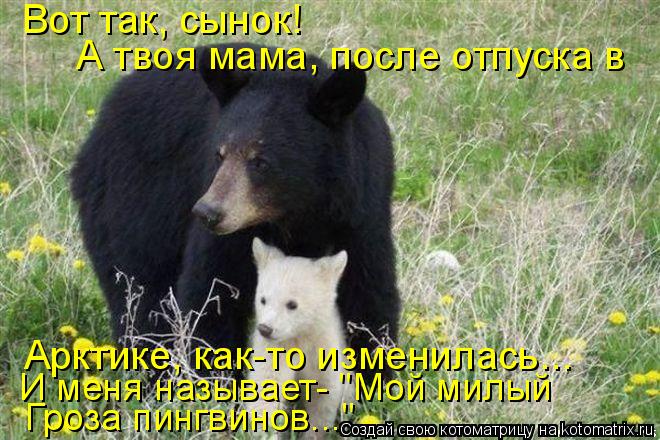 Вот так, сынок!
А твоя мама, после отпуска в
Арктике, как-то изменилась...
И меня называет- "Мой милый
Гроза пингвинов..."
Создай свою котоматрицу на kotomatrix.ru